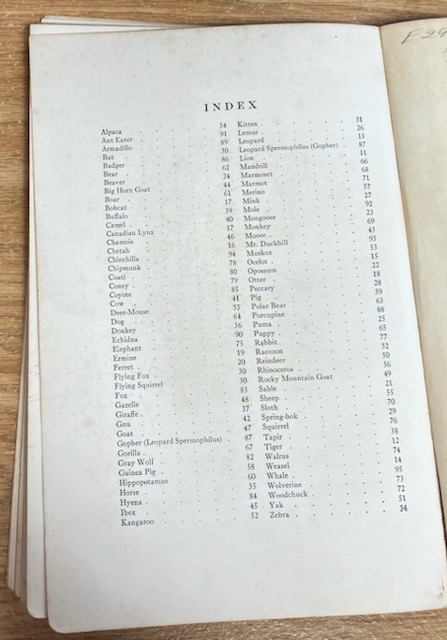 E 29
INDEX
Alpaca 54
Ant Eater 91
Armadillo 89
Bat 30
Badger 86
Bear 62
Beaver 24
Big Horn Goat 44
Boar 61
Bobcat 17
Buffalo 39
Camel 40
Canadian Lynx 17
Chamois 46
Chetah 16
Chinchilla 94
Chipmunk 78
Coati 80
Coney 79
Coyote 85
Cow 41
Deer-Mouse 33
Dog 64
Donkey 36
Echidna 90
Elephant 75
Ermine 19
Ferret 20
Flying Fox 30
Flying Squirrel 30
Fox 83
Gazelle 48
Giraffe 37
Gnu 42
Goat 47
Gopher (Leopard Spermophilus) 87
Gorilla 67
Gray Wolf 82
Guinea Pig 58
Hippopotamus 60
Horse 35
Hyena 84
Ibex 45
Kangaroo 52
Kitten 31
Lemur 26
Leopard 13
Leopard Spermophilus (Gopher) 87
Lion 11
Mandrill 66
Marmoset 68
Marmot 71
Merino 57
Mink 27
Mole 92
Mongoose 23
Monkey 69
Moose 43
Mr. Duckbill 93
Muskox 53
Ocelot 15
Oposeum 22
Otter 18
Peccary 28
Pig 59
Polar Bear 63
Porcupine 88
Puma 25
Puppy 65
Rabbit 77
Raccoon 32
Reindeer 50
Rhinoceros 56
Rocky Mountain Goat 49
Sable 21
Sheep 55
Sloth 70
Spring-bok 29
Squirrel 76
Tapir 38
Tiger 12
Walrus 74
Weasel 14
Whale 95
Wolverine 73
Woodchuck 72
Yak 51
Zebra 34